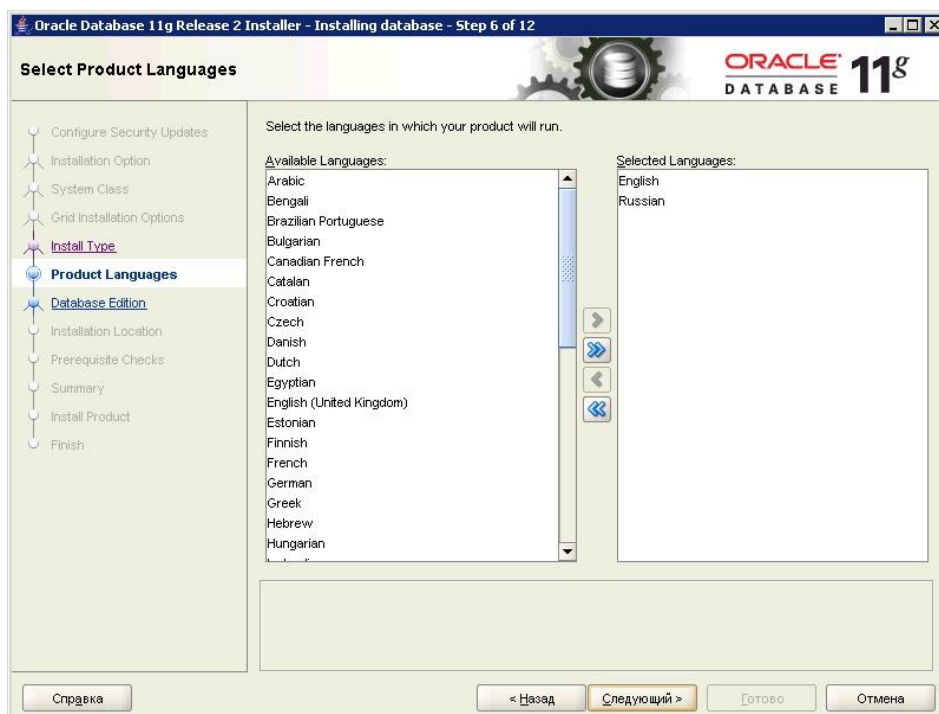 Oracle Database 11g Release 2 Installer - Installing database - Step 6 of 12
Select Product Languages
ORACLE
DATABASE
11g
Configure Security Updates
Installation Option
System Class
Grid Installation Options
Install Type
Product Languages
Database Edition
Installation Location
Prerequisite Checks
Summary
Install Product
Finish
Select the languages in which your product will run.
Available Languages:
Arabic
Bengali
Brazilian Portuguese
Bulgarian
Canadian French
Catalan
Croatian
Czech
Danish
Dutch
Egyptian
English (United Kingdom)
Estonian
Finnish
French
German
Greek
Hebrew
Hungarian
Selected Languages:
English
Russian
Справка
< Назад
Следующий >
Готово
Отмена